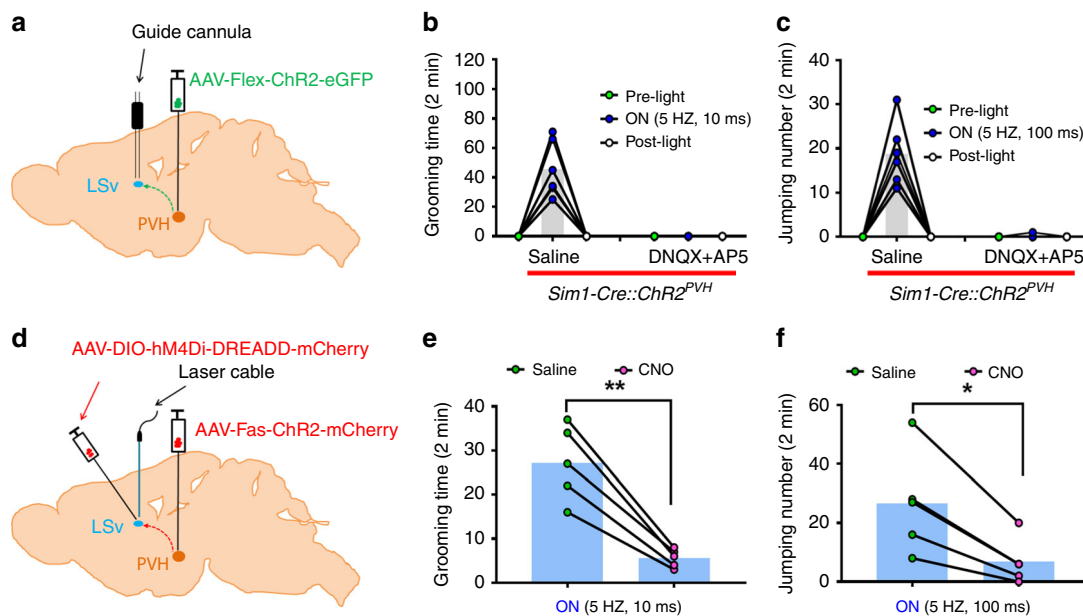 a
Guide cannula
AAV-Flex-ChR2-eGFP
LSv
PVH
b
Grooming time (2 min)
120
100
80
60
40
20
0
Pre-light
ON (5 HZ, 10 ms)
Post-light
Saline
DNQX+AP5
Sim1-Cre::ChR2^PVH
c
Jumping number (2 min)
40
30
20
10
0
Pre-light
ON (5 HZ, 100 ms)
Post-light
Saline
DNQX+AP5
Sim1-Cre::ChR2^PVH
d
AAV-DIO-hM4Di-DREADD-mCherry
Laser cable
AAV-Fas-ChR2-mCherry
LSv
PVH
e
Saline
CNO
**
Grooming time (2 min)
40
30
20
10
0
ON (5 HZ, 10 ms)
f
Saline
CNO
*
Jumping number (2 min)
60
40
20
0
ON (5 HZ, 100 ms)